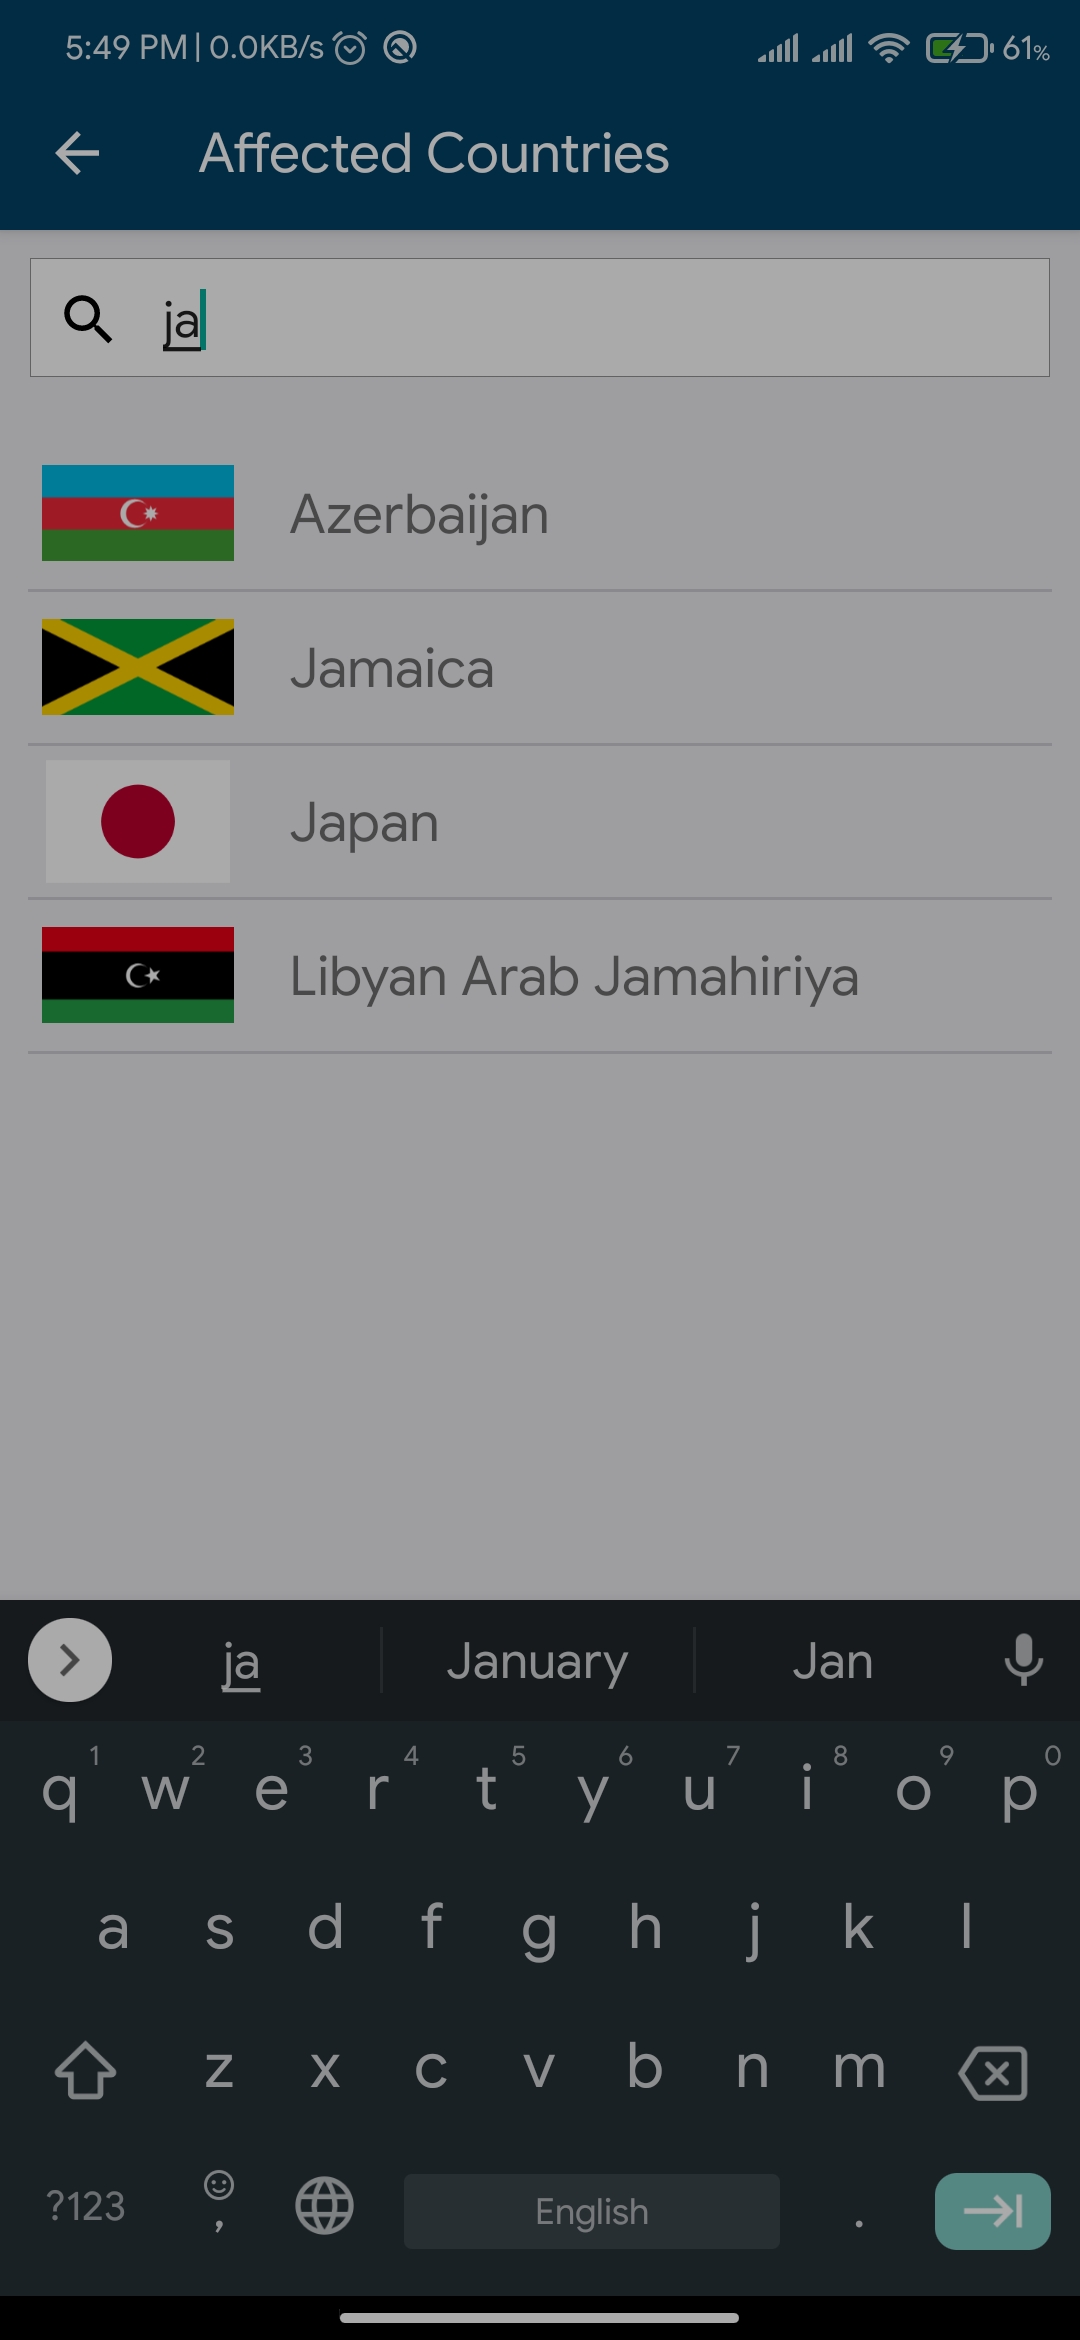 5:49 PM | 0.0KB/s 61%
Affected Countries
ja
Azerbaijan
Jamaica
Japan
Libyan Arab Jamahiriya
ja January Jan
1 2 3 4 5 6 7 8 9 0
q w e r t y u i o p
a s d f g h j k l
z x c v b n m
?123 , English .